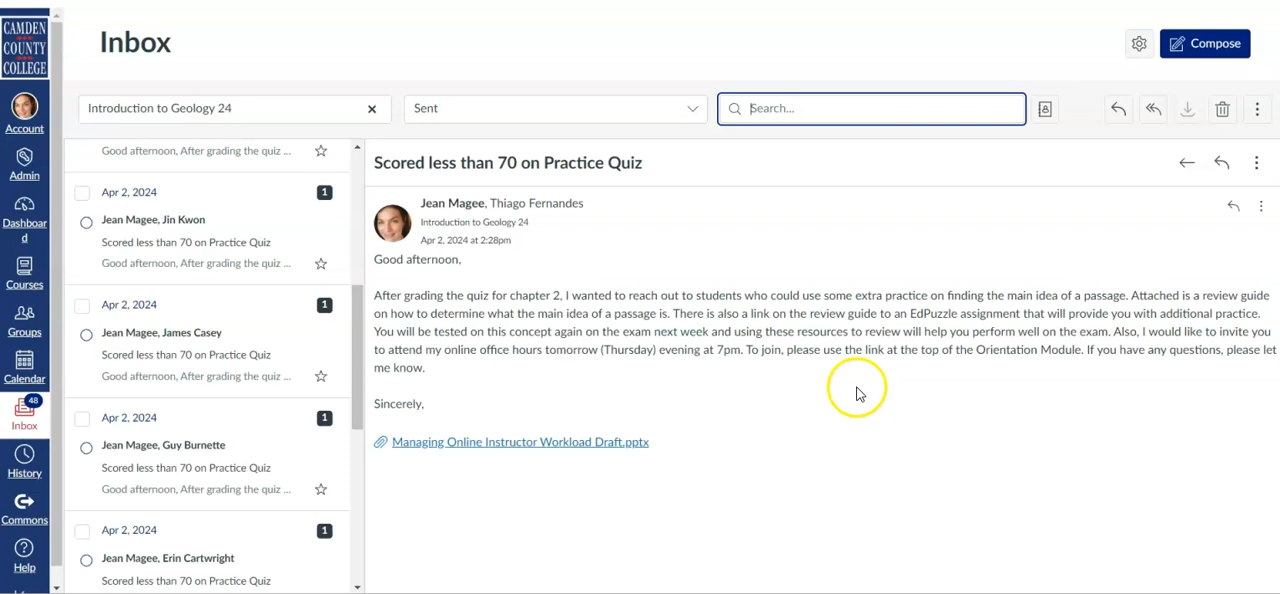 CAMDEN
COUNTY
COLLEGE
Account
Admin
Dashboar
d
Courses
Groups
Calendar
48
Inbox
History
Commons
Help
Inbox
Compose
Introduction to Geology 24
Sent
Search...
Good afternoon, After grading the quiz ...
Apr 2, 2024
1
Jean Magee, Jin Kwon
Scored less than 70 on Practice Quiz
Good afternoon, After grading the quiz ...
Apr 2, 2024
1
Jean Magee, James Casey
Scored less than 70 on Practice Quiz
Good afternoon, After grading the quiz ...
Apr 2, 2024
1
Jean Magee, Guy Burnette
Scored less than 70 on Practice Quiz
Good afternoon, After grading the quiz ...
Apr 2, 2024
1
Jean Magee, Erin Cartwright
Scored less than 70 on Practice Quiz
Scored less than 70 on Practice Quiz
Jean Magee, Thiago Fernandes
Introduction to Geology 24
Apr 2, 2024 at 2:28pm
Good afternoon,
After grading the quiz for chapter 2, I wanted to reach out to students who could use some extra practice on finding the main idea of a passage. Attached is a review guide
on how to determine what the main idea of a passage is. There is also a link on the review guide to an EdPuzzle assignment that will provide you with additional practice.
You will be tested on this concept again on the exam next week and using these resources to review will help you perform well on the exam. Also, I would like to invite you
to attend my online office hours tomorrow (Thursday) evening at 7pm. To join, please use the link at the top of the Orientation Module. If you have any questions, please let
me know.
Sincerely,
Managing Online Instructor Workload Draft.pptx